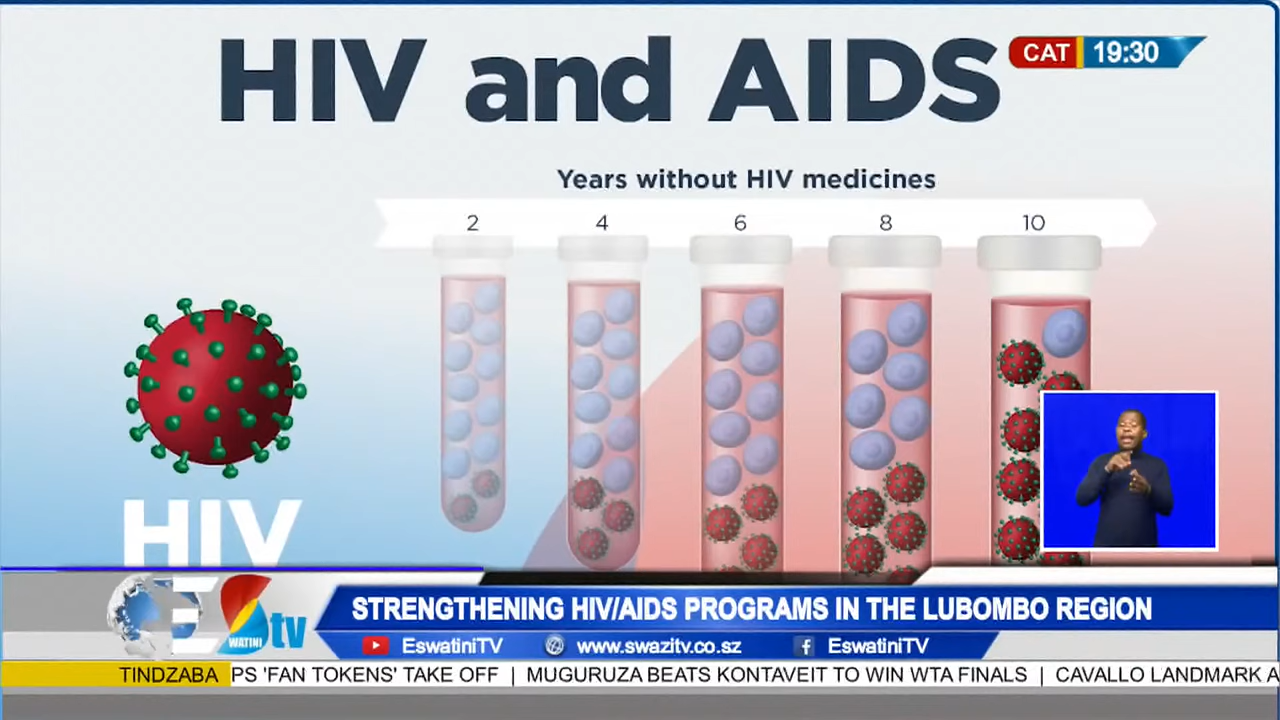 HIV and AIDS
CAT 19:30
Years without HIV medicines
2 4 6 8 10
HIV
E WATINI tv
STRENGTHENING HIV/AIDS PROGRAMS IN THE LUBOMBO REGION
EswatiniTV www.swazitv.co.sz EswatiniTV
TINDZABA PS 'FAN TOKENS' TAKE OFF | MUGURUZA BEATS KONTAVEIT TO WIN WTA FINALS | CAVALLO LANDMARK A